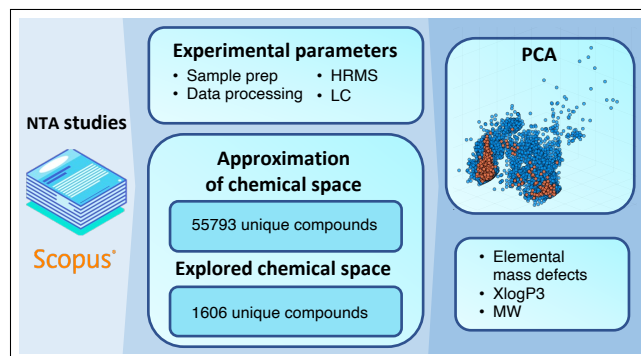 NTA studies
Scopus®
Experimental parameters
• Sample prep
• Data processing
• HRMS
• LC
Approximation
of chemical space
55793 unique compounds
Explored chemical space
1606 unique compounds
PCA
• Elemental
mass defects
• XlogP3
• MW